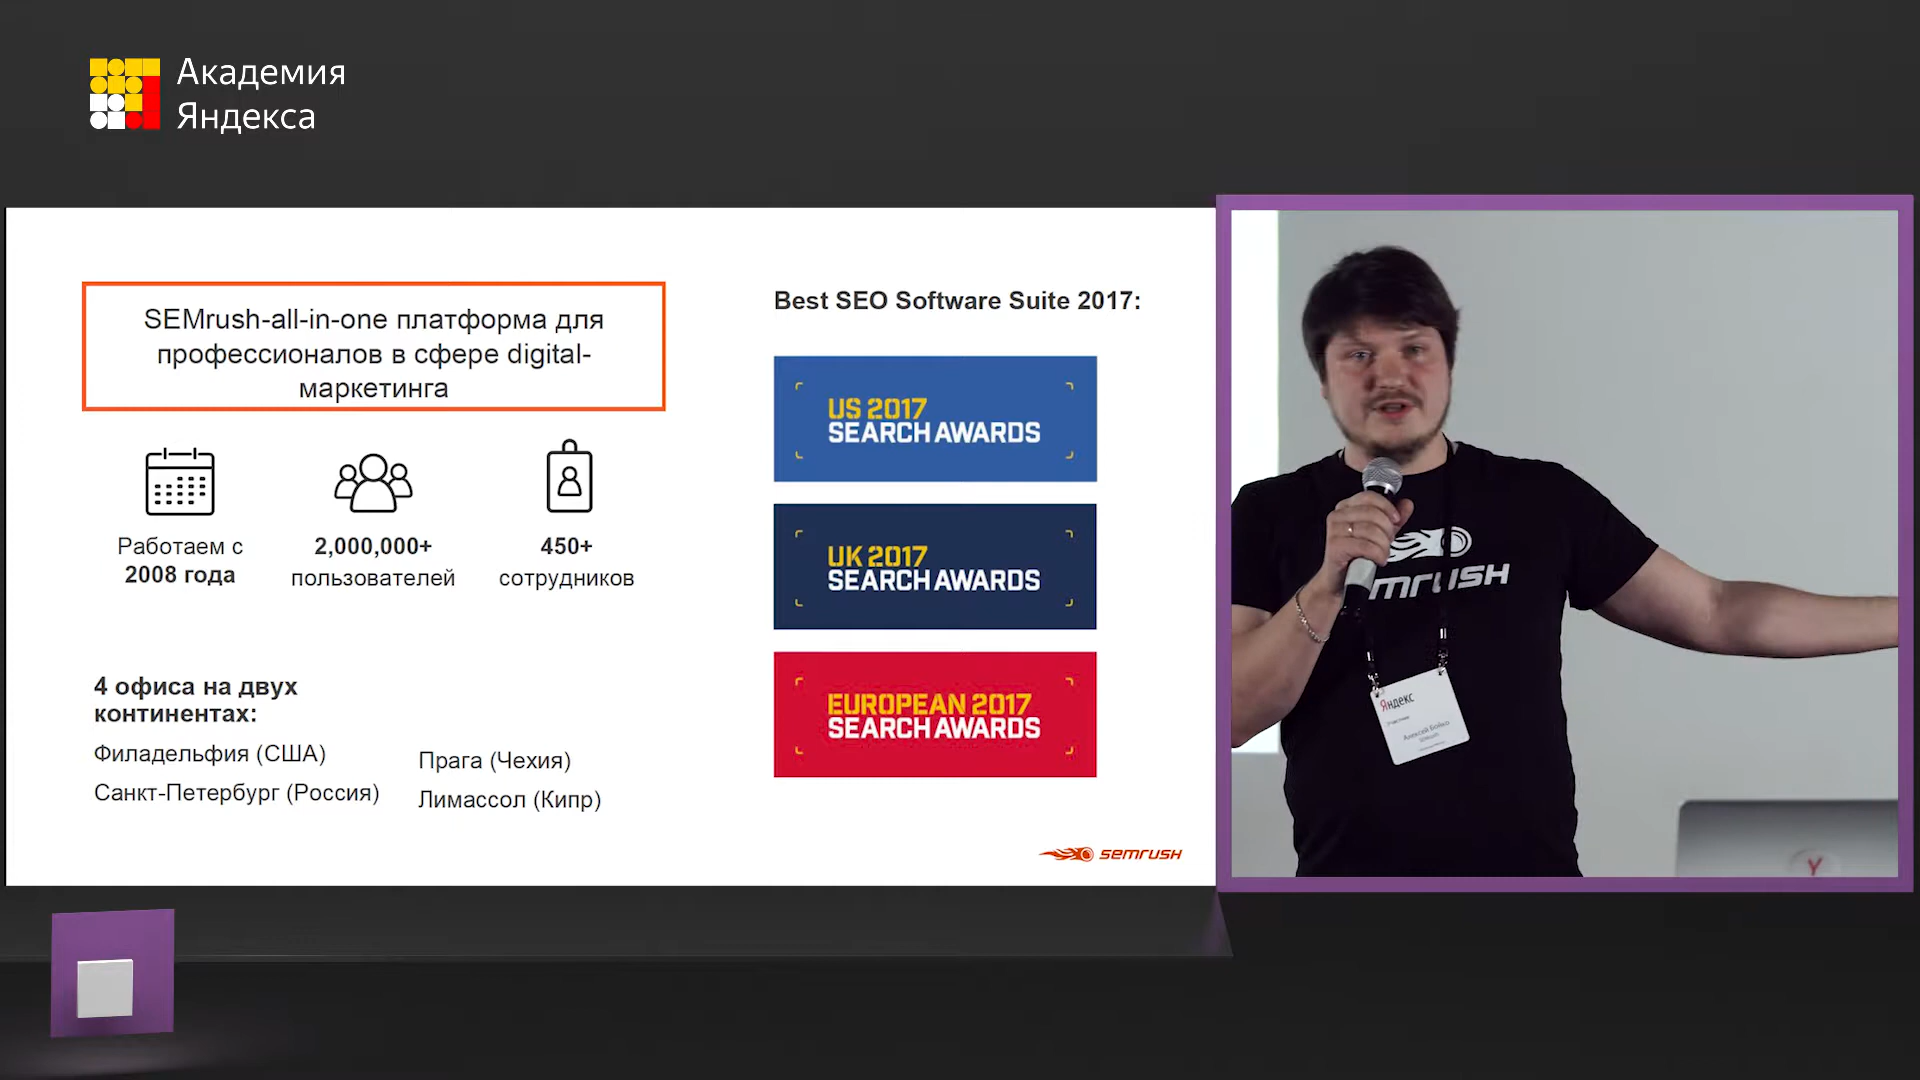 Академия
Яндекса
SEMrush-all-in-one платформа для
профессионалов в сфере digital-
маркетинга
Работаем с
2008 года
2,000,000+
пользователей
450+
сотрудников
4 офиса на двух
континентах:
Филадельфия (США)
Санкт-Петербург (Россия)
Прага (Чехия)
Лимассол (Кипр)
Best SEO Software Suite 2017:
US 2017
SEARCH AWARDS
UK 2017
SEARCH AWARDS
EUROPEAN 2017
SEARCH AWARDS
semrush
Яндекс
Алексей Бойко
Y